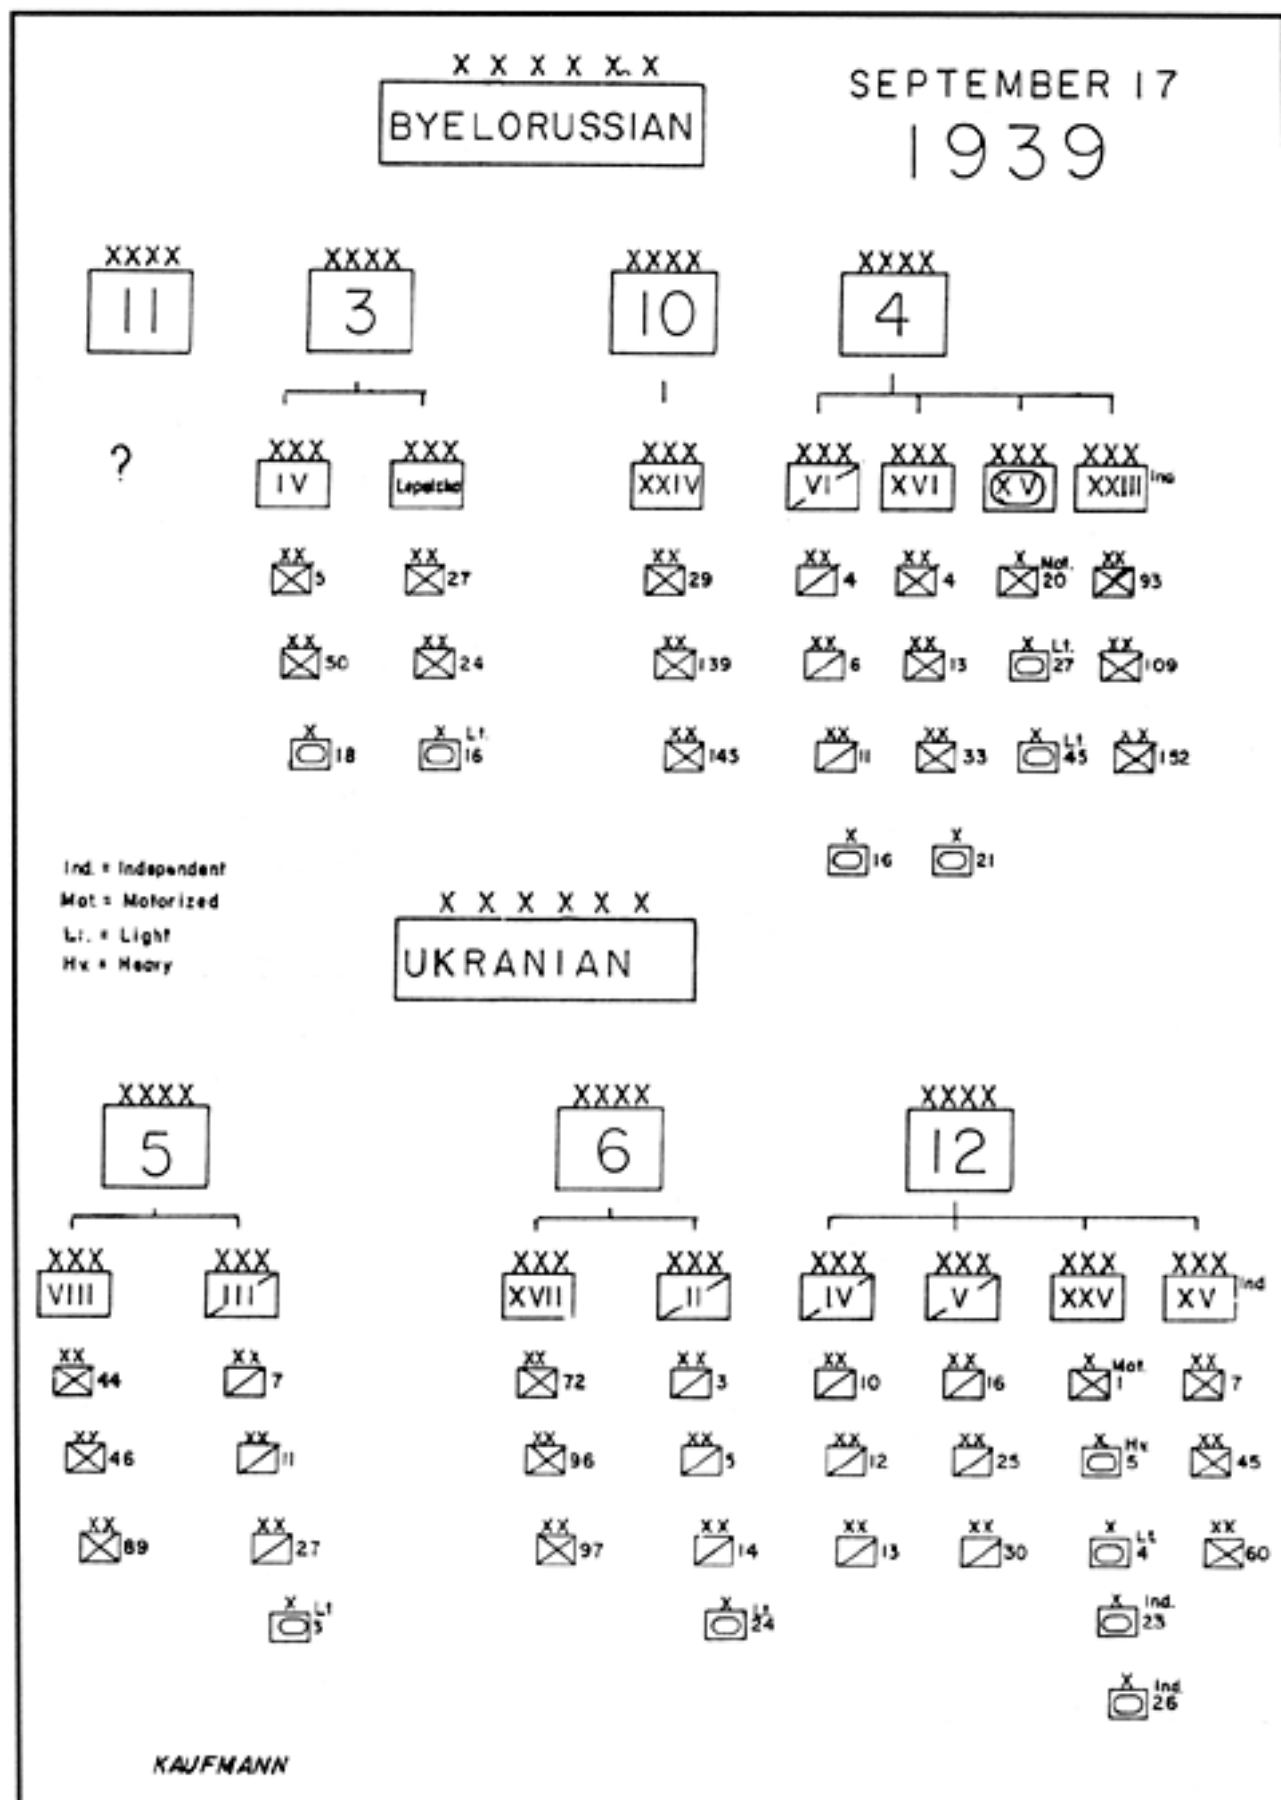 X X X X X X
BYELORUSSIAN
SEPTEMBER 17
1939
XXXX XXXX XXXX XXXX
11 3 10 4
?
XXX XXX XXX XXX XXX XXX XXX
IV XXIV VI XVI XV XXIII
XX XX XX XX XX X Mot. XX
5 27 29 4 4 20 93
XX XX XX XX XX X Lt. XX
50 24 139 6 13 27 109
X X Lt. XX XX XX X Lt. XX
18 16 145 11 33 45 152
X X
16 21
Ind. = Independent
Mot = Motorized
Lt. = Light
Hv. = Heavy
X X X X X X
UKRANIAN
XXXX XXXX XXXX
5 6 12
XXX XXX XXX XXX XXX XXX XXX XXX Ind
VIII III XVII II IV V XXV XV
XX XX XX XX XX XX X Mot. XX
44 7 72 3 10 16 1 7
XX XX XX XX XX XX X Hv.
46 11 96 5 12 25 5 45
XX XX XX XX XX XX X Lt XX
89 27 97 14 13 30 4 60
X Lt X Lt X Ind.
3 24 23
X Ind.
26
KAUFMANN